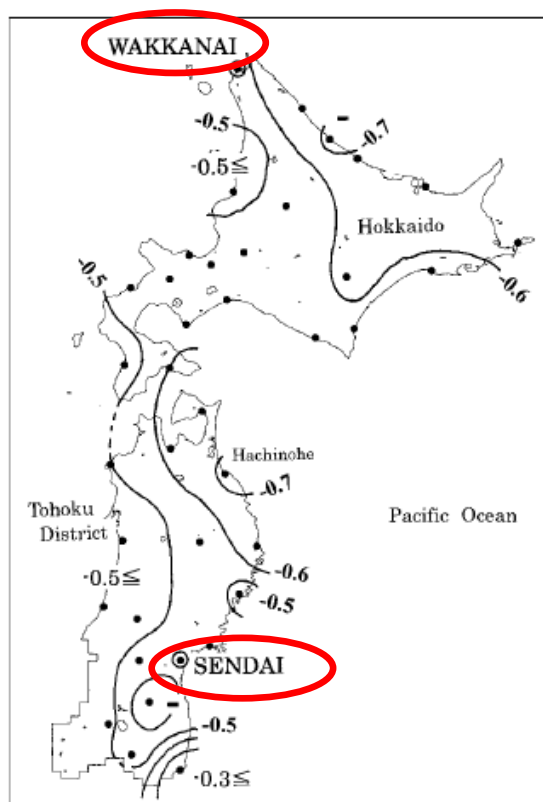 WAKKANAI
-0.5
-0.7
-0.5≦
Hokkaido
-0.5
-0.6
Hachinohe
-0.7
Tohoku
District
Pacific Ocean
-0.6
-0.5≦
-0.5
SENDAI
-0.5
-0.3≦